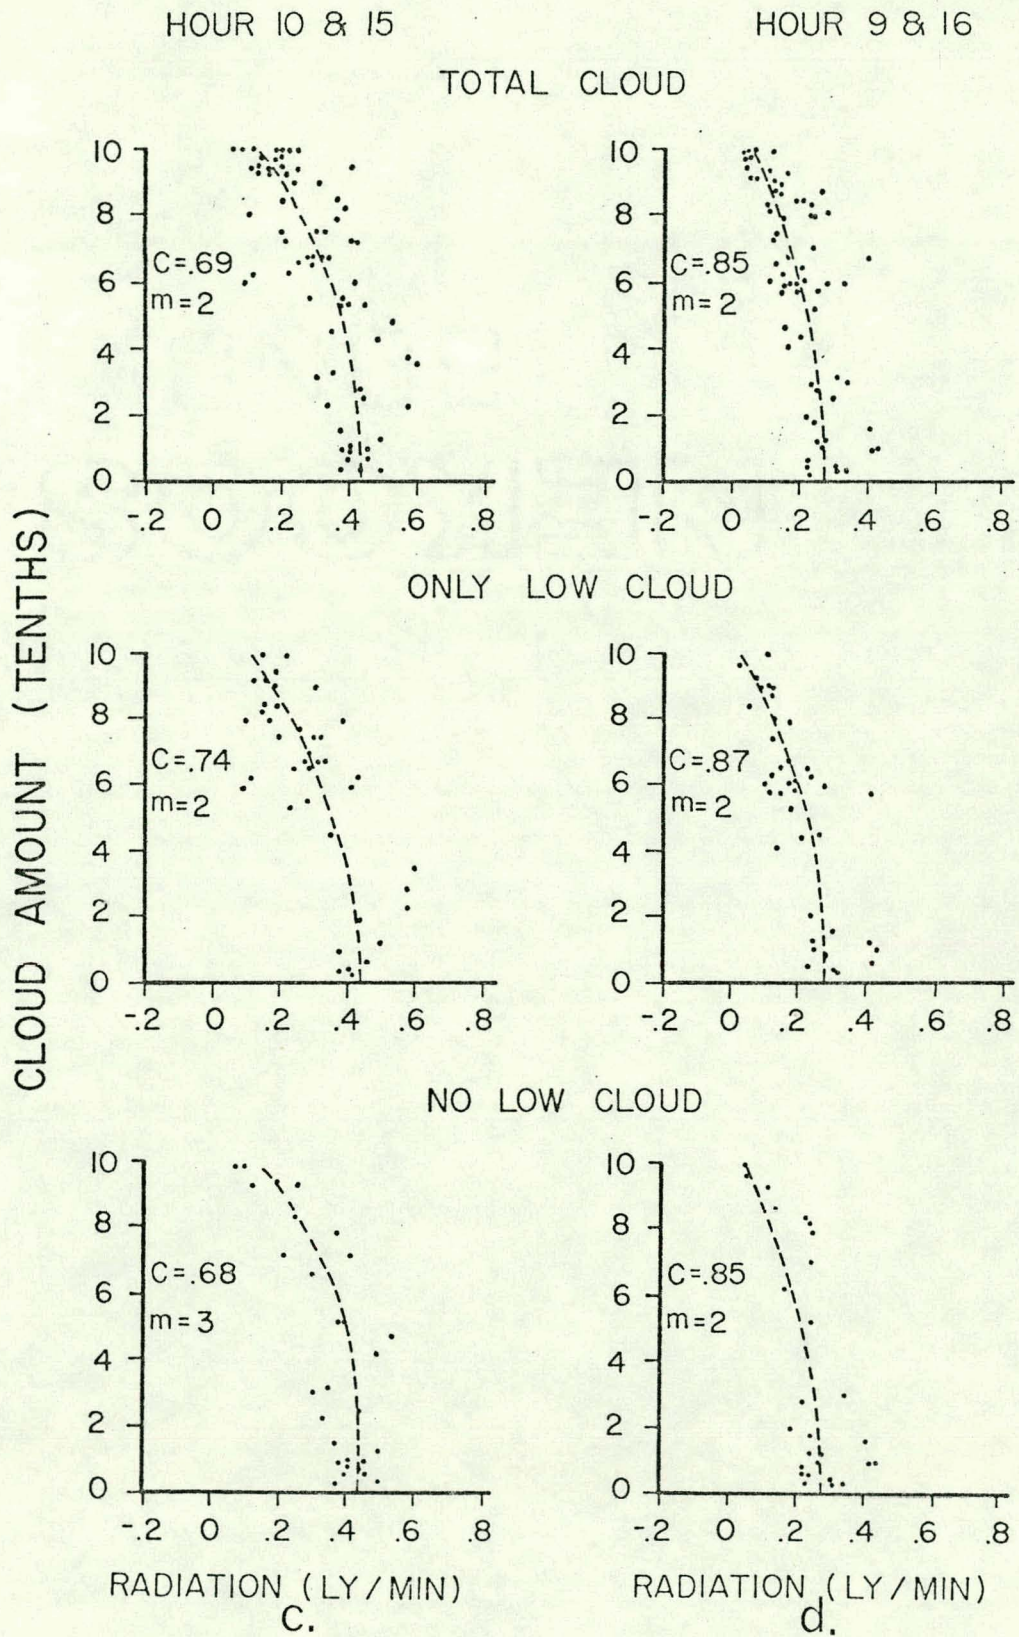 HOUR 10 & 15 HOUR 9 & 16
TOTAL CLOUD
10 10
8 8
C=.69 C=.85
6 6
m=2 m=2
4 4
2 2
0 0
-.2 0 .2 .4 .6 .8 -.2 0 .2 .4 .6 .8
CLOUD AMOUNT (TENTHS)
ONLY LOW CLOUD
10 10
8 8
C=.74 C=.87
6 6
m=2 m=2
4 4
2 2
0 0
-.2 0 .2 .4 .6 .8 -.2 0 .2 .4 .6 .8
NO LOW CLOUD
10 10
8 8
C=.68 C=.85
6 6
m=3 m=2
4 4
2 2
0 0
-.2 0 .2 .4 .6 .8 -.2 0 .2 .4 .6 .8
RADIATION (LY/MIN) RADIATION (LY/MIN)
c. d.